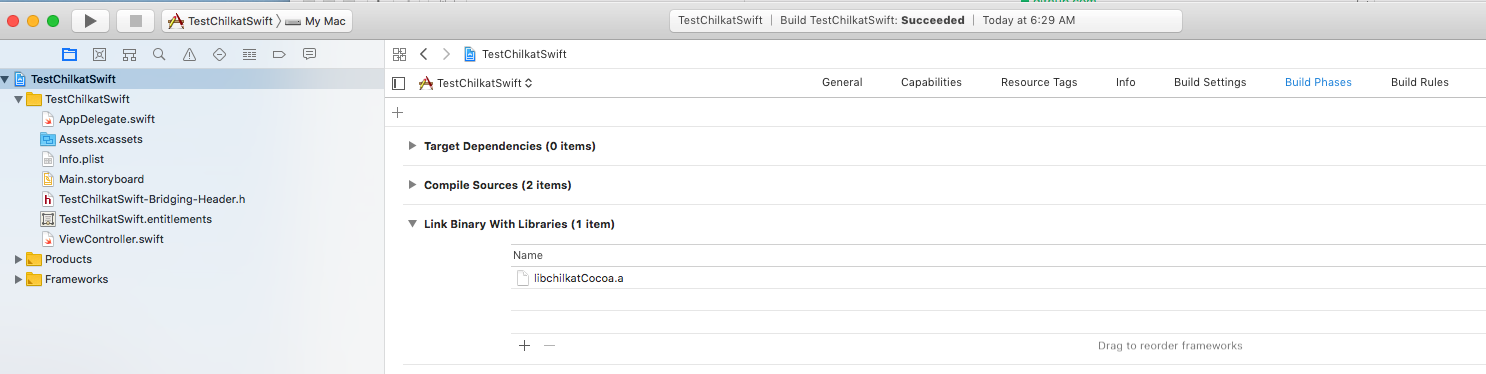 TestChilkatSwift My Mac
TestChilkatSwift | Build TestChilkatSwift: Succeeded | Today at 6:29 AM
TestChilkatSwift
TestChilkatSwift
TestChilkatSwift
General Capabilities Resource Tags Info Build Settings Build Phases Build Rules
TestChilkatSwift
AppDelegate.swift
Assets.xcassets
Info.plist
Main.storyboard
TestChilkatSwift-Bridging-Header.h
TestChilkatSwift.entitlements
ViewController.swift
Products
Frameworks
Target Dependencies (0 items)
Compile Sources (2 items)
Link Binary With Libraries (1 item)
Name
libchilkatCocoa.a
Drag to reorder frameworks